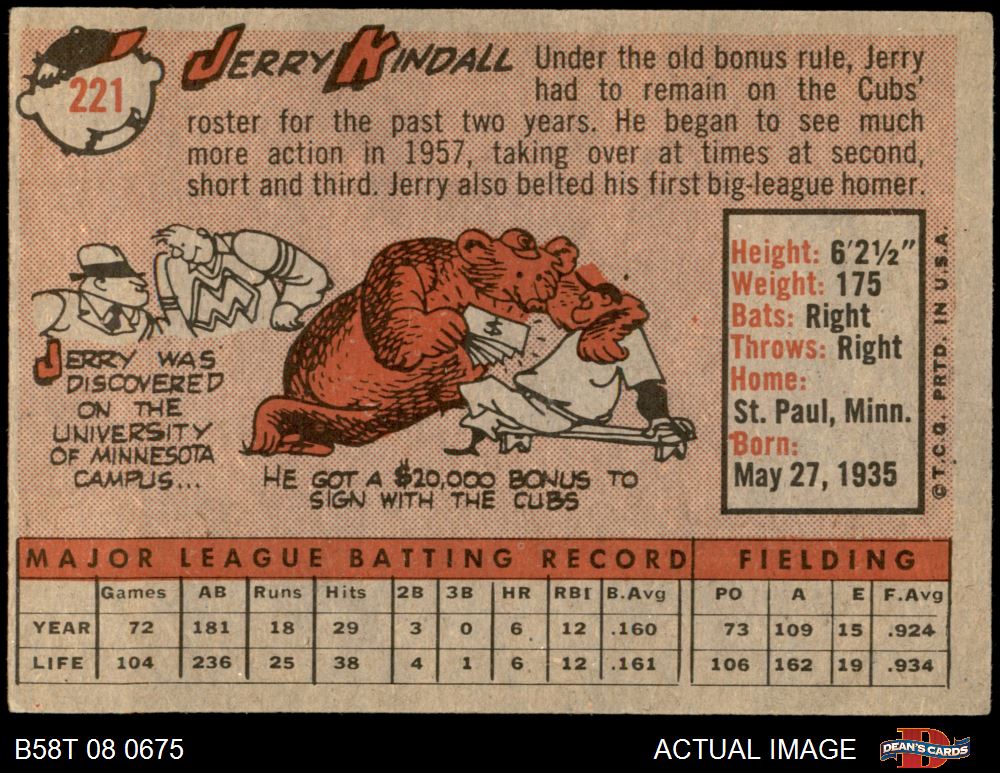 221
JERRY KINDALL
Under the old bonus rule, Jerry
had to remain on the Cubs'
roster for the past two years. He began to see much
more action in 1957, taking over at times at second,
short and third. Jerry also belted his first big-league homer.
JERRY WAS
DISCOVERED
ON THE
UNIVERSITY
OF MINNESOTA
CAMPUS...
$
HE GOT A $20,000 BONUS TO
SIGN WITH THE CUBS
Height: 6'2½"
Weight: 175
Bats: Right
Throws: Right
Home:
St. Paul, Minn.
Born:
May 27, 1935
© T.C.G. PRTD. IN U.S.A.
MAJOR LEAGUE BATTING RECORD FIELDING
Games AB Runs Hits 2B 3B HR RBI B.Avg PO A E F.Avg
YEAR 72 181 18 29 3 0 6 12 .160 73 109 15 .924
LIFE 104 236 25 38 4 1 6 12 .161 106 162 19 .934
B58T 08 0675 ACTUAL IMAGE DEAN'S CARDS